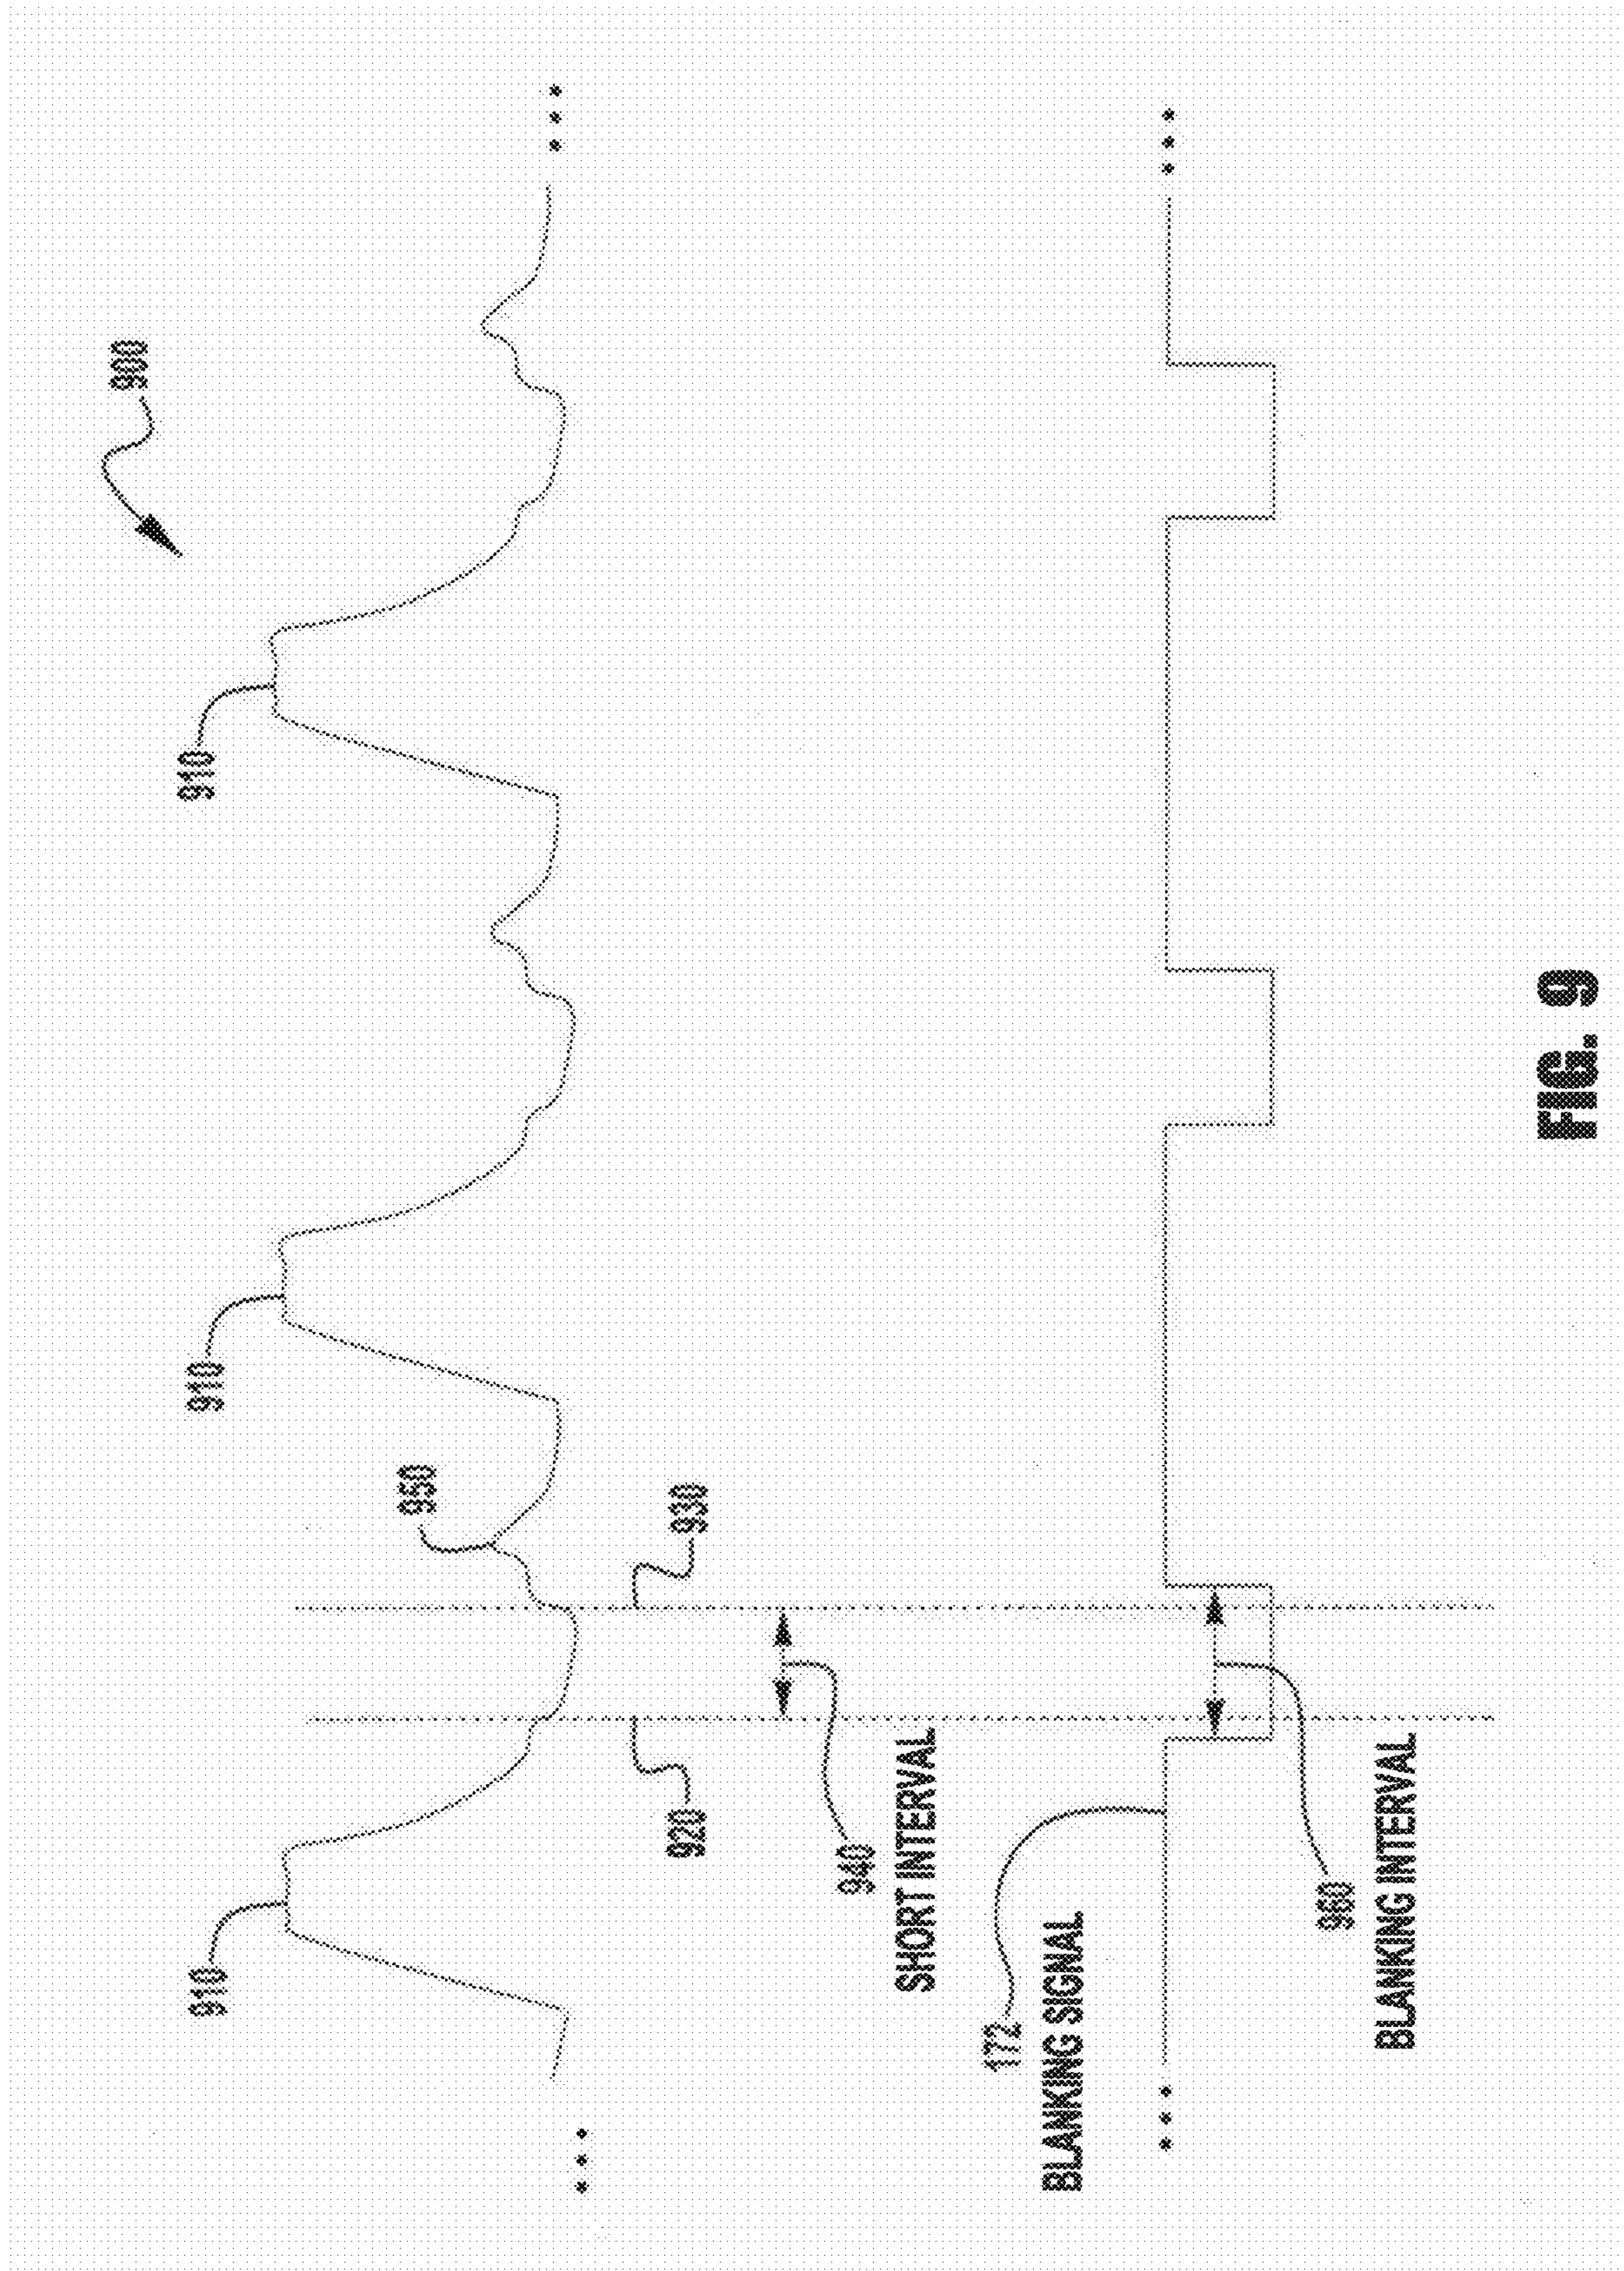 900
910
910
910
950
920
930
940
SHORT INTERVAL
172
BLANKING SIGNAL
960
BLANKING INTERVAL
FIG. 9